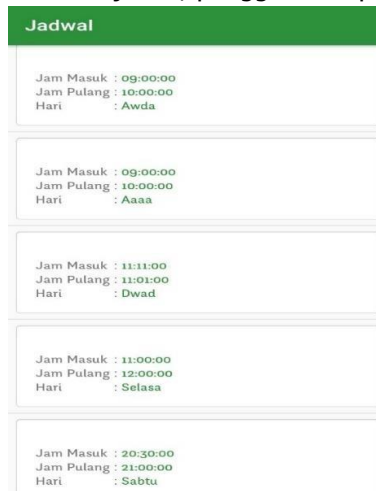 Jadwal
Jam Masuk : 09:00:00
Jam Pulang : 10:00:00
Hari : Awda
Jam Masuk : 09:00:00
Jam Pulang : 10:00:00
Hari : Aaaa
Jam Masuk : 11:11:00
Jam Pulang : 11:01:00
Hari : Dwad
Jam Masuk : 11:00:00
Jam Pulang : 12:00:00
Hari : Selasa
Jam Masuk : 20:30:00
Jam Pulang : 21:00:00
Hari : Sabtu